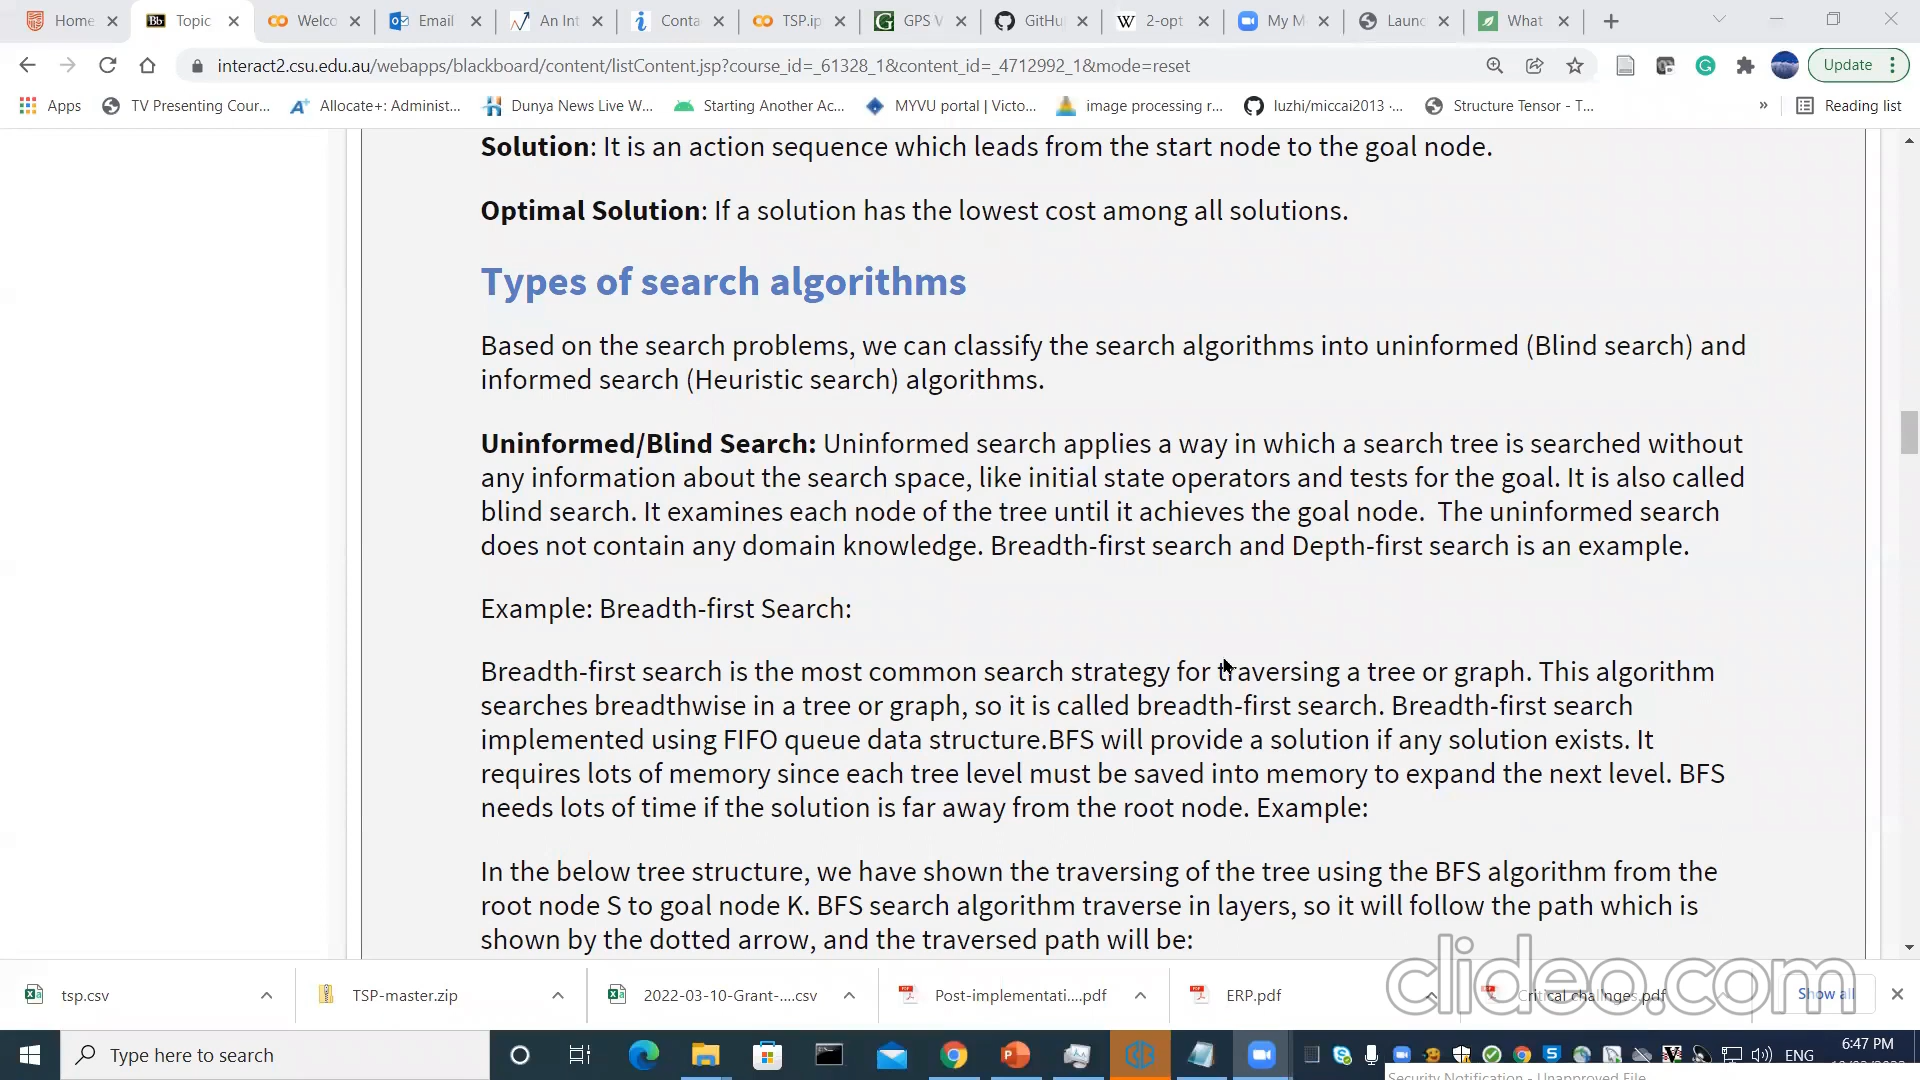 Home
Topic
Welco
Email
An Int
Conta
TSP.ip
GPS V
GitHu
2-opt
My M
Launc
What
interact2.csu.edu.au/webapps/blackboard/content/listContent.jsp?course_id=_61328_1&content_id=_4712992_1&mode=reset
Update
Apps
TV Presenting Cour...
Allocate+: Administ...
Dunya News Live W...
Starting Another Ac...
MYVU portal | Victo...
image processing r...
luzhi/miccai2013 ·...
Structure Tensor - T...
»
Reading list
Solution: It is an action sequence which leads from the start node to the goal node.
Optimal Solution: If a solution has the lowest cost among all solutions.
Types of search algorithms
Based on the search problems, we can classify the search algorithms into uninformed (Blind search) and
informed search (Heuristic search) algorithms.
Uninformed/Blind Search: Uninformed search applies a way in which a search tree is searched without
any information about the search space, like initial state operators and tests for the goal. It is also called
blind search. It examines each node of the tree until it achieves the goal node. The uninformed search
does not contain any domain knowledge. Breadth-first search and Depth-first search is an example.
Example: Breadth-first Search:
Breadth-first search is the most common search strategy for traversing a tree or graph. This algorithm
searches breadthwise in a tree or graph, so it is called breadth-first search. Breadth-first search
implemented using FIFO queue data structure.BFS will provide a solution if any solution exists. It
requires lots of memory since each tree level must be saved into memory to expand the next level. BFS
needs lots of time if the solution is far away from the root node. Example:
In the below tree structure, we have shown the traversing of the tree using the BFS algorithm from the
root node S to goal node K. BFS search algorithm traverse in layers, so it will follow the path which is
shown by the dotted arrow, and the traversed path will be:
clideo.com
tsp.csv
TSP-master.zip
2022-03-10-Grant-....csv
Post-implementati....pdf
ERP.pdf
Critical challnges.pdf
Show all
Type here to search
ENG
6:47 PM
Security Notification - Unapproved File